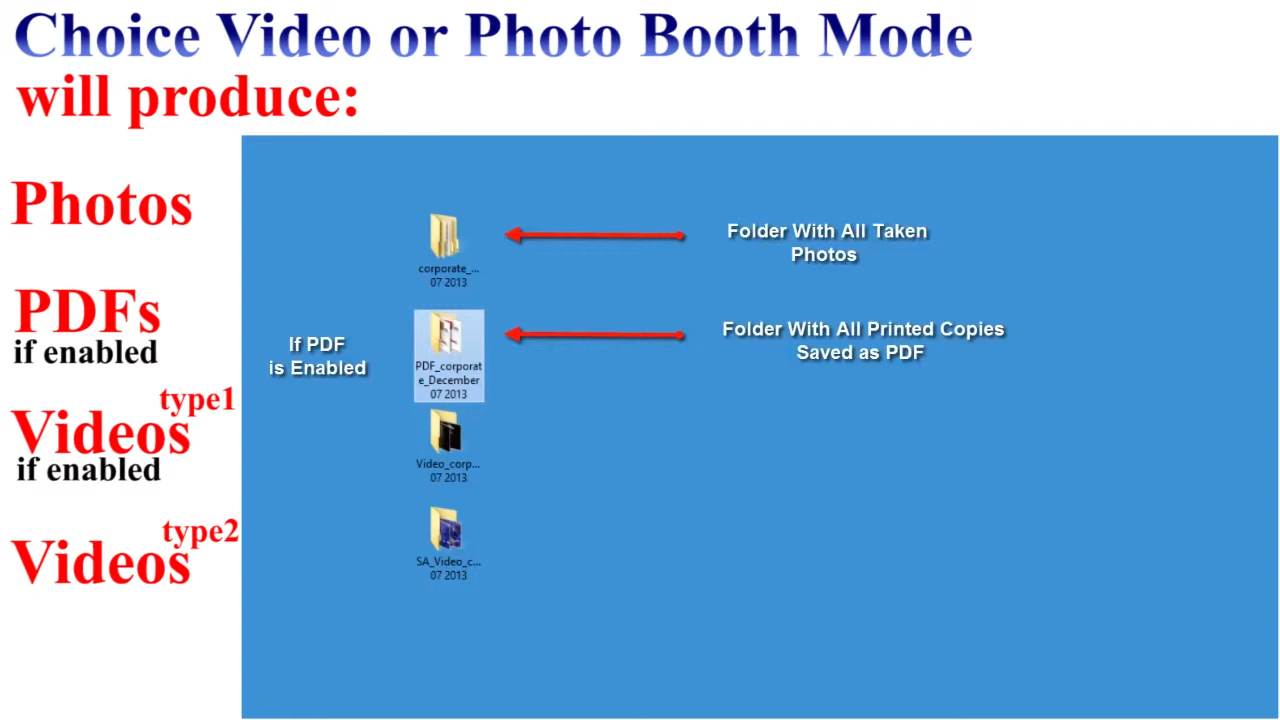 Choice Video or Photo Booth Mode
will produce:
Photos
PDFs
if enabled
type1
Videos
if enabled
type2
Videos
corporate_...
07 2013
Folder With All Taken
Photos
If PDF
is Enabled
PDF_corporat
e_December
07 2013
Folder With All Printed Copies
Saved as PDF
Video_corp...
07 2013
SA_Video_c...
07 2013